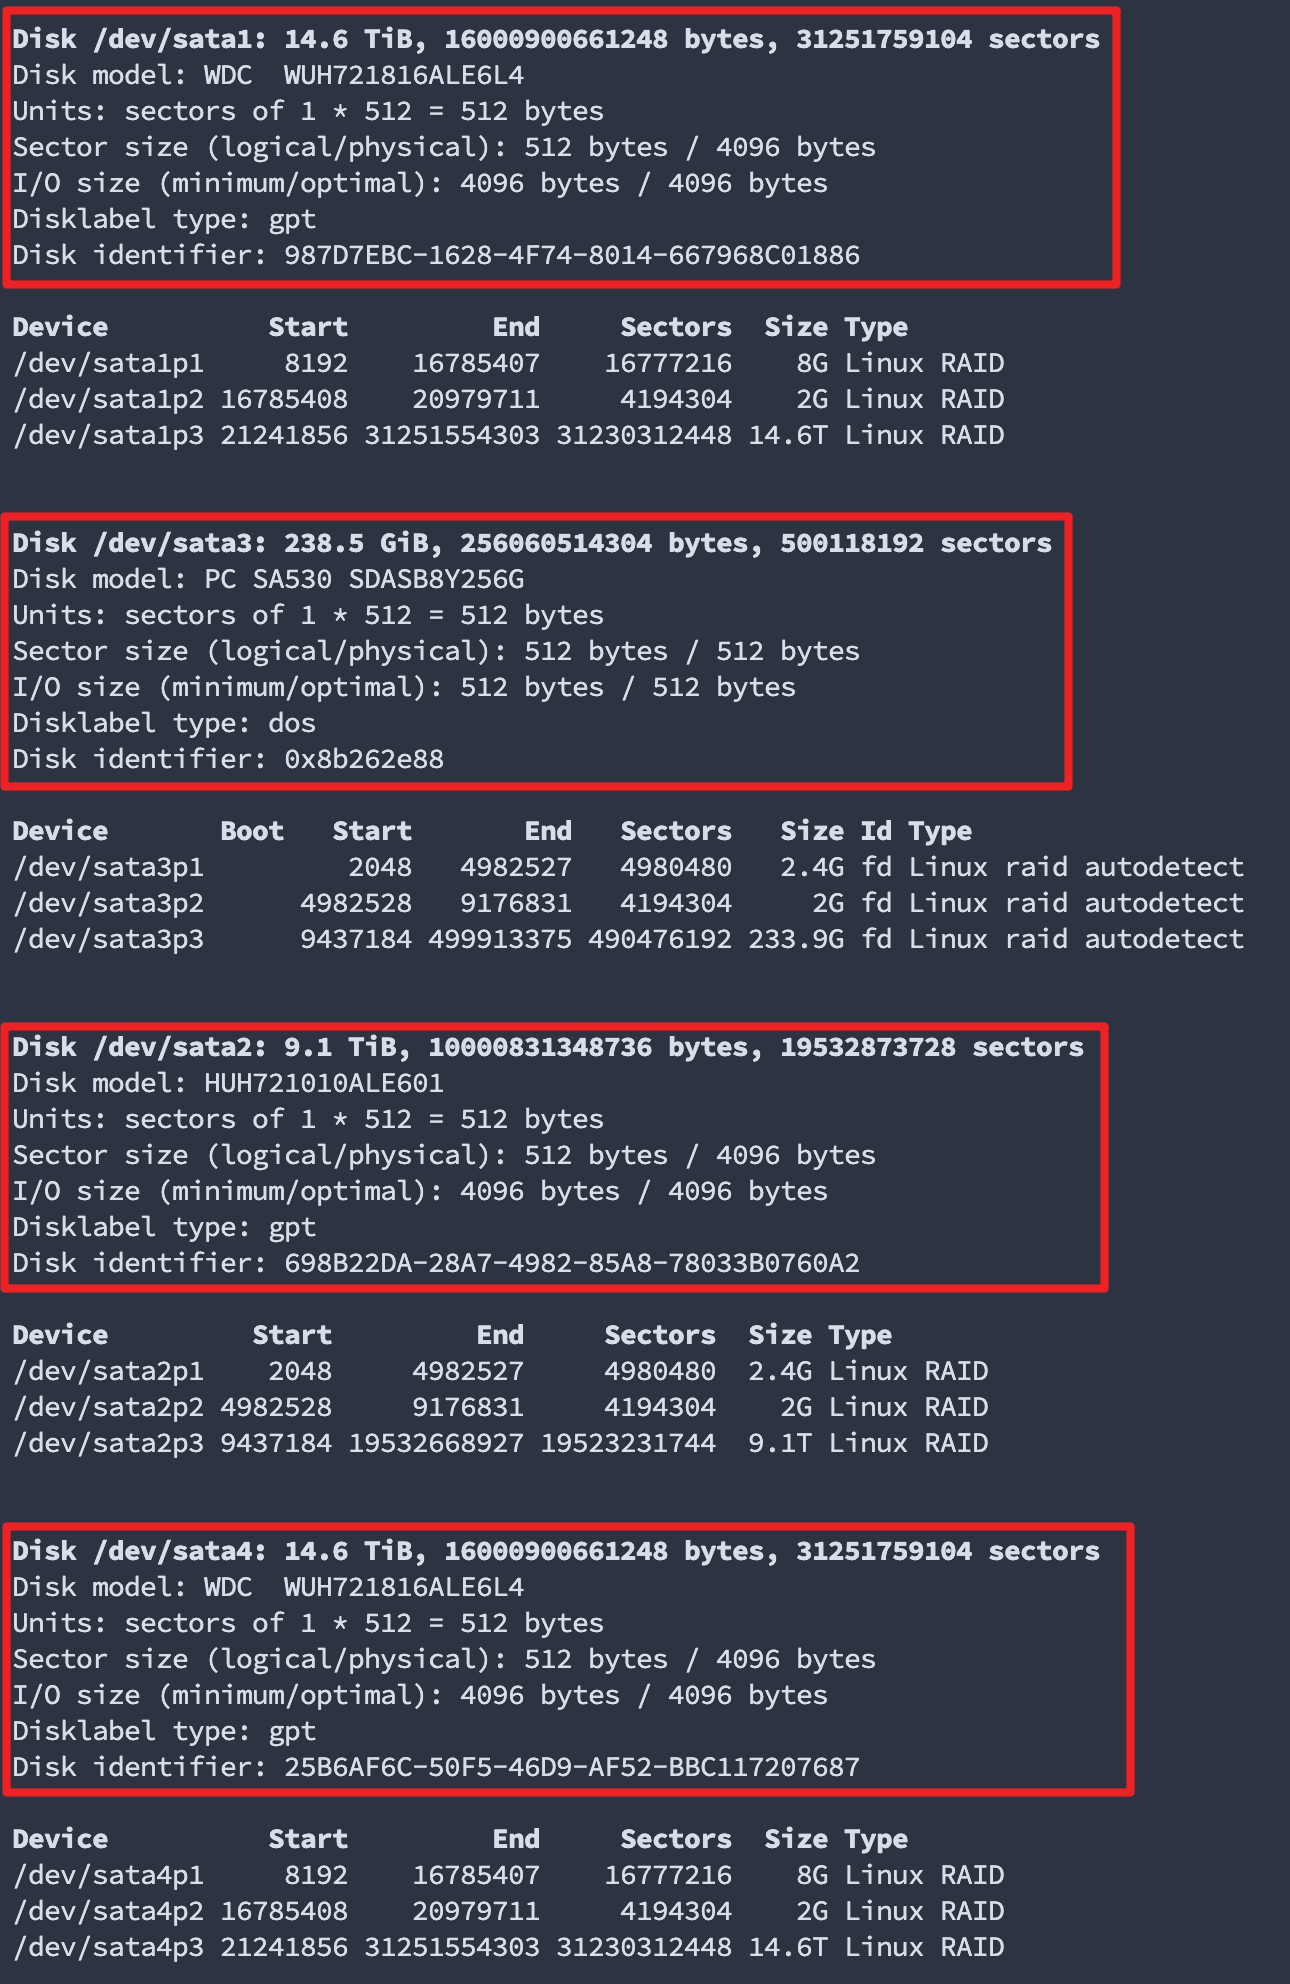 Disk /dev/sata1: 14.6 TiB, 16000900661248 bytes, 31251759104 sectors
Disk model: WDC  WUH721816ALE6L4
Units: sectors of 1 * 512 = 512 bytes
Sector size (logical/physical): 512 bytes / 4096 bytes
I/O size (minimum/optimal): 4096 bytes / 4096 bytes
Disklabel type: gpt
Disk identifier: 987D7EBC-1628-4F74-8014-667968C01886
Device          Start         End     Sectors  Size Type
/dev/sata1p1     8192    16785407    16777216    8G Linux RAID
/dev/sata1p2 16785408    20979711     4194304    2G Linux RAID
/dev/sata1p3 21241856 31251554303 31230312448 14.6T Linux RAID
Disk /dev/sata3: 238.5 GiB, 256060514304 bytes, 500118192 sectors
Disk model: PC SA530 SDASB8Y256G
Units: sectors of 1 * 512 = 512 bytes
Sector size (logical/physical): 512 bytes / 512 bytes
I/O size (minimum/optimal): 512 bytes / 512 bytes
Disklabel type: dos
Disk identifier: 0x8b262e88
Device       Boot   Start       End   Sectors   Size Id Type
/dev/sata3p1         2048   4982527   4980480   2.4G fd Linux raid autodetect
/dev/sata3p2      4982528   9176831   4194304     2G fd Linux raid autodetect
/dev/sata3p3      9437184 499913375 490476192 233.9G fd Linux raid autodetect
Disk /dev/sata2: 9.1 TiB, 10000831348736 bytes, 19532873728 sectors
Disk model: HUH721010ALE601
Units: sectors of 1 * 512 = 512 bytes
Sector size (logical/physical): 512 bytes / 4096 bytes
I/O size (minimum/optimal): 4096 bytes / 4096 bytes
Disklabel type: gpt
Disk identifier: 698B22DA-28A7-4982-85A8-78033B0760A2
Device         Start         End     Sectors  Size Type
/dev/sata2p1    2048     4982527     4980480  2.4G Linux RAID
/dev/sata2p2 4982528     9176831     4194304    2G Linux RAID
/dev/sata2p3 9437184 19532668927 19523231744  9.1T Linux RAID
Disk /dev/sata4: 14.6 TiB, 16000900661248 bytes, 31251759104 sectors
Disk model: WDC  WUH721816ALE6L4
Units: sectors of 1 * 512 = 512 bytes
Sector size (logical/physical): 512 bytes / 4096 bytes
I/O size (minimum/optimal): 4096 bytes / 4096 bytes
Disklabel type: gpt
Disk identifier: 25B6AF6C-50F5-46D9-AF52-BBC117207687
Device          Start         End     Sectors  Size Type
/dev/sata4p1     8192    16785407    16777216    8G Linux RAID
/dev/sata4p2 16785408    20979711     4194304    2G Linux RAID
/dev/sata4p3 21241856 31251554303 31230312448 14.6T Linux RAID